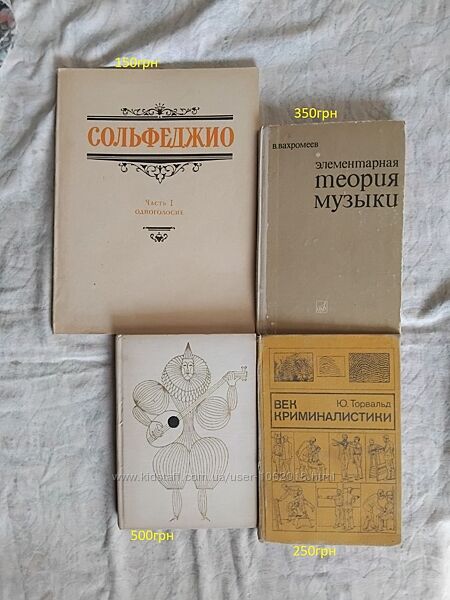 150грн
СОЛЬФЕДЖИО
Часть I
ОДНОГОЛОСИЕ
350грн
В. ВАХРОМЕЕВ
элементарная
теория
музыки
500грн
ВЕК Ю. Торвальд
КРИМИНАЛИСТИКИ
250грн